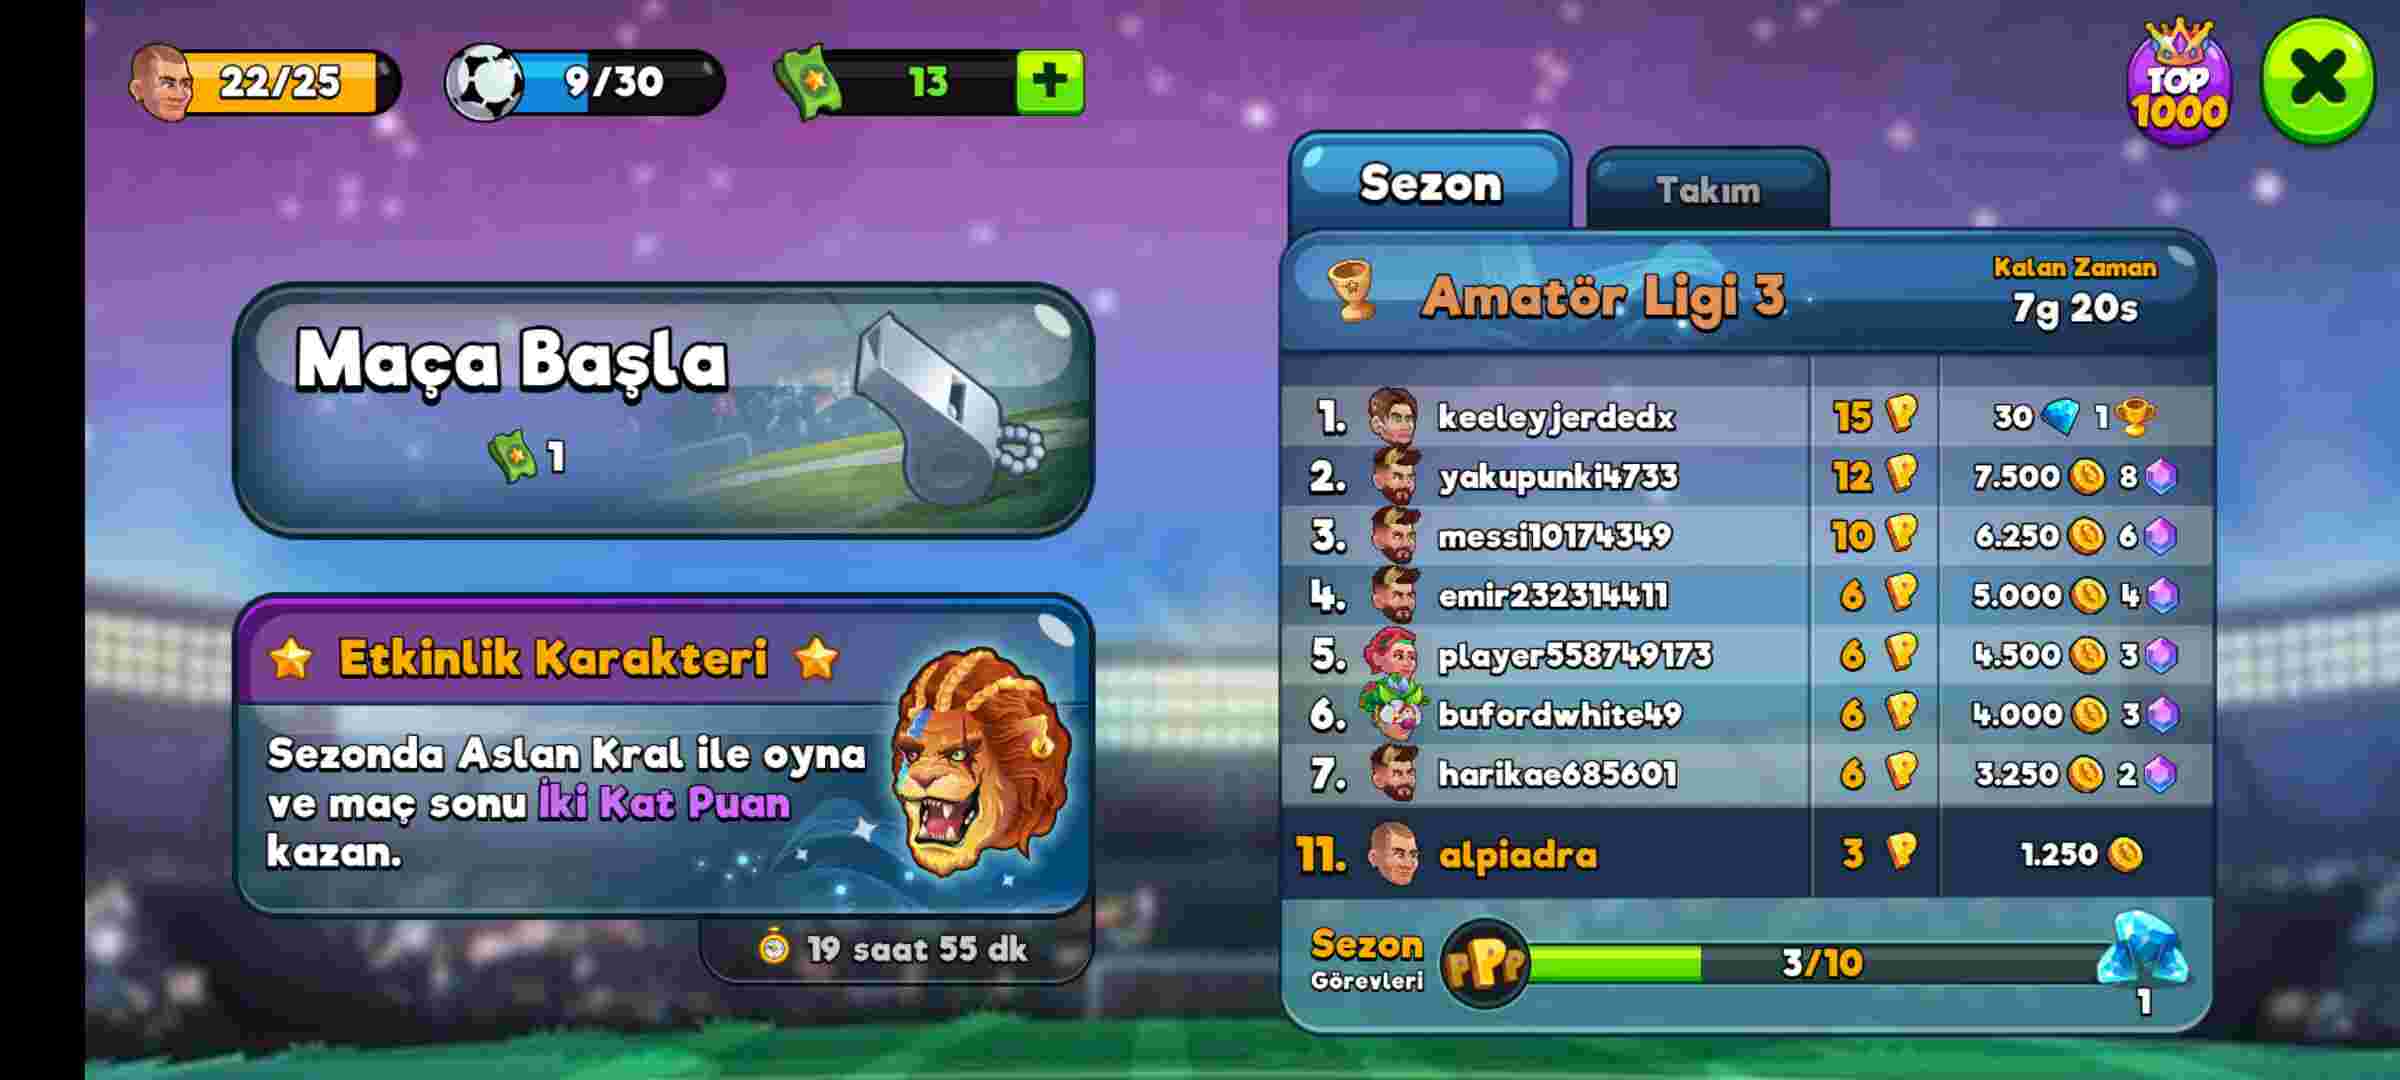 22/25
9/30
13
TOP
1000
Sezon
Takım
Maça Başla
1
Etkinlik Karakteri
Sezonda Aslan Kral ile oyna
ve maç sonu İki Kat Puan
kazan.
19 saat 55 dk
Amatör Ligi 3
Kalan Zaman
7g 20s
1. keeleyjerdedx 15 30 1
2. yakupunki4733 12 7.500 8
3. messi10174349 10 6.250 6
4. emir232314411 6 5.000 4
5. player558749173 6 4.500 3
6. bufordwhite49 6 4.000 3
7. harikae685601 6 3.250 2
11. alpiadra 3 1.250
Sezon
Görevleri
PPP
3/10
1